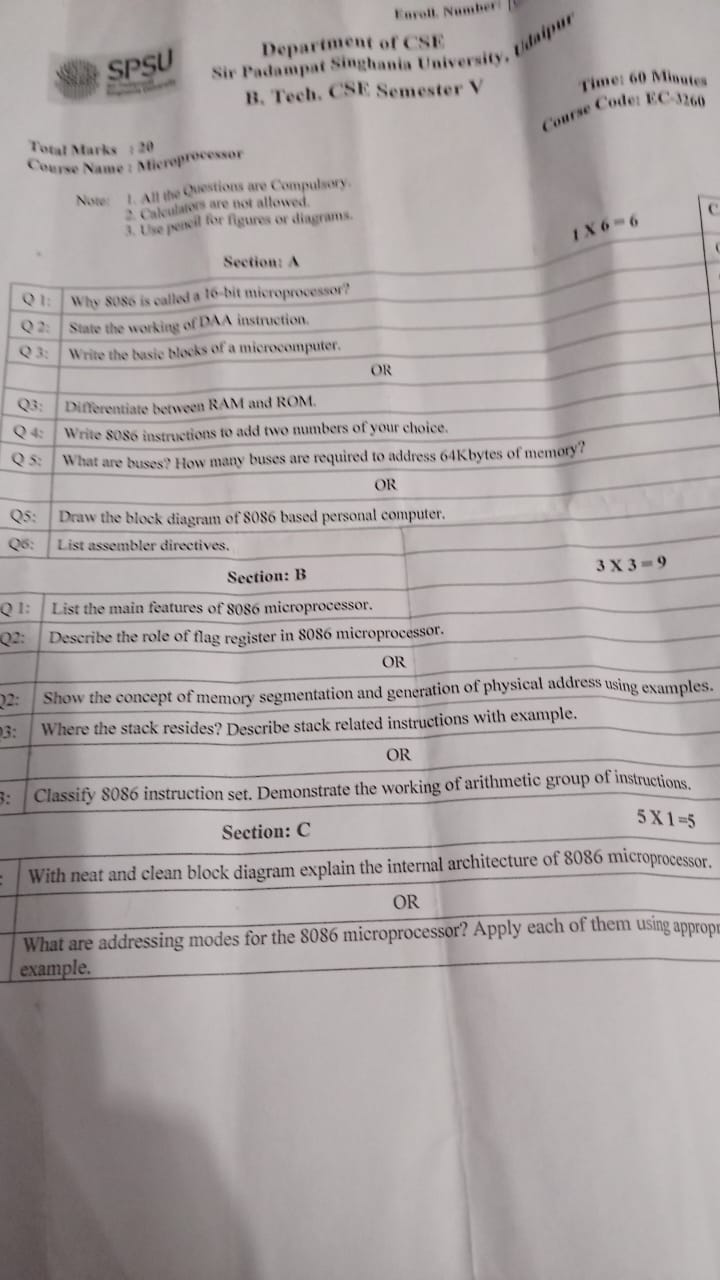 Enroll. Number:
SPSU
Department of CSE
Sir Padampat Singhania University, Udaipur
B. Tech. CSE Semester V
Time: 60 Minutes
Course Code: EC-3260
Total Marks : 20
Course Name : Microprocessor
Note: 1. All the Questions are Compulsory.
2. Calculators are not allowed.
3. Use pencil for figures or diagrams.
Section: A 1 X 6 = 6
C
Q 1: Why 8086 is called a 16-bit microprocessor?
Q 2: State the working of DAA instruction.
Q 3: Write the basic blocks of a microcomputer.
OR
Q3: Differentiate between RAM and ROM.
Q 4: Write 8086 instructions to add two numbers of your choice.
Q 5: What are buses? How many buses are required to address 64Kbytes of memory?
OR
Q5: Draw the block diagram of 8086 based personal computer.
Q6: List assembler directives.
Section: B 3 X 3 = 9
Q 1: List the main features of 8086 microprocessor.
Q2: Describe the role of flag register in 8086 microprocessor.
OR
Q2: Show the concept of memory segmentation and generation of physical address using examples.
3: Where the stack resides? Describe stack related instructions with example.
OR
3: Classify 8086 instruction set. Demonstrate the working of arithmetic group of instructions.
Section: C 5 X 1 =5
: With neat and clean block diagram explain the internal architecture of 8086 microprocessor.
OR
What are addressing modes for the 8086 microprocessor? Apply each of them using appropr
example.